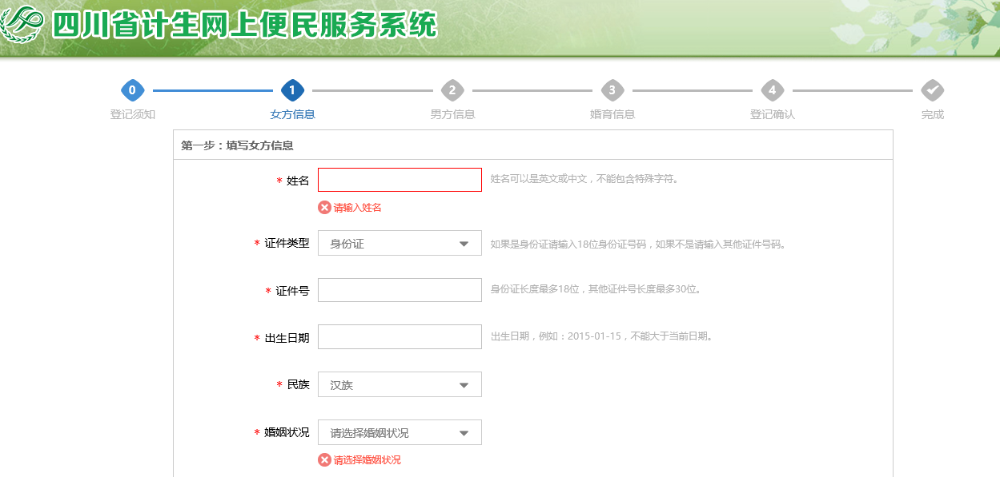 四川省计生网上便民服务系统
0 1 2 3 4
登记须知 女方信息 男方信息 婚育信息 登记确认 完成
第一步：填写女方信息
* 姓名 姓名可以是英文或中文，不能包含特殊字符。
请输入姓名
* 证件类型 身份证 如果是身份证请输入18位身份证号码，如果不是请输入其他证件号码。
* 证件号 身份证长度最多18位，其他证件号长度最多30位。
* 出生日期 出生日期，例如：2015-01-15，不能大于当前日期。
* 民族 汉族
* 婚姻状况 请选择婚姻状况
请选择婚姻状况